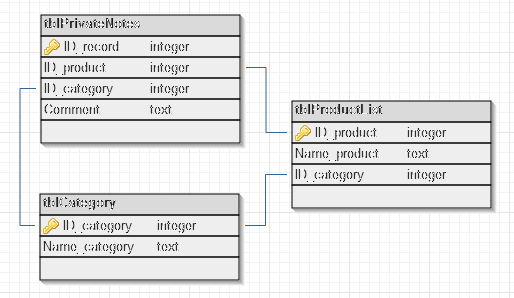 tblPrivateNotes
ID_record integer
ID_product integer
ID_category integer
Comment text
tblProductList
ID_product integer
Name_product text
ID_category integer
tblCategory
ID_category integer
Name_category text